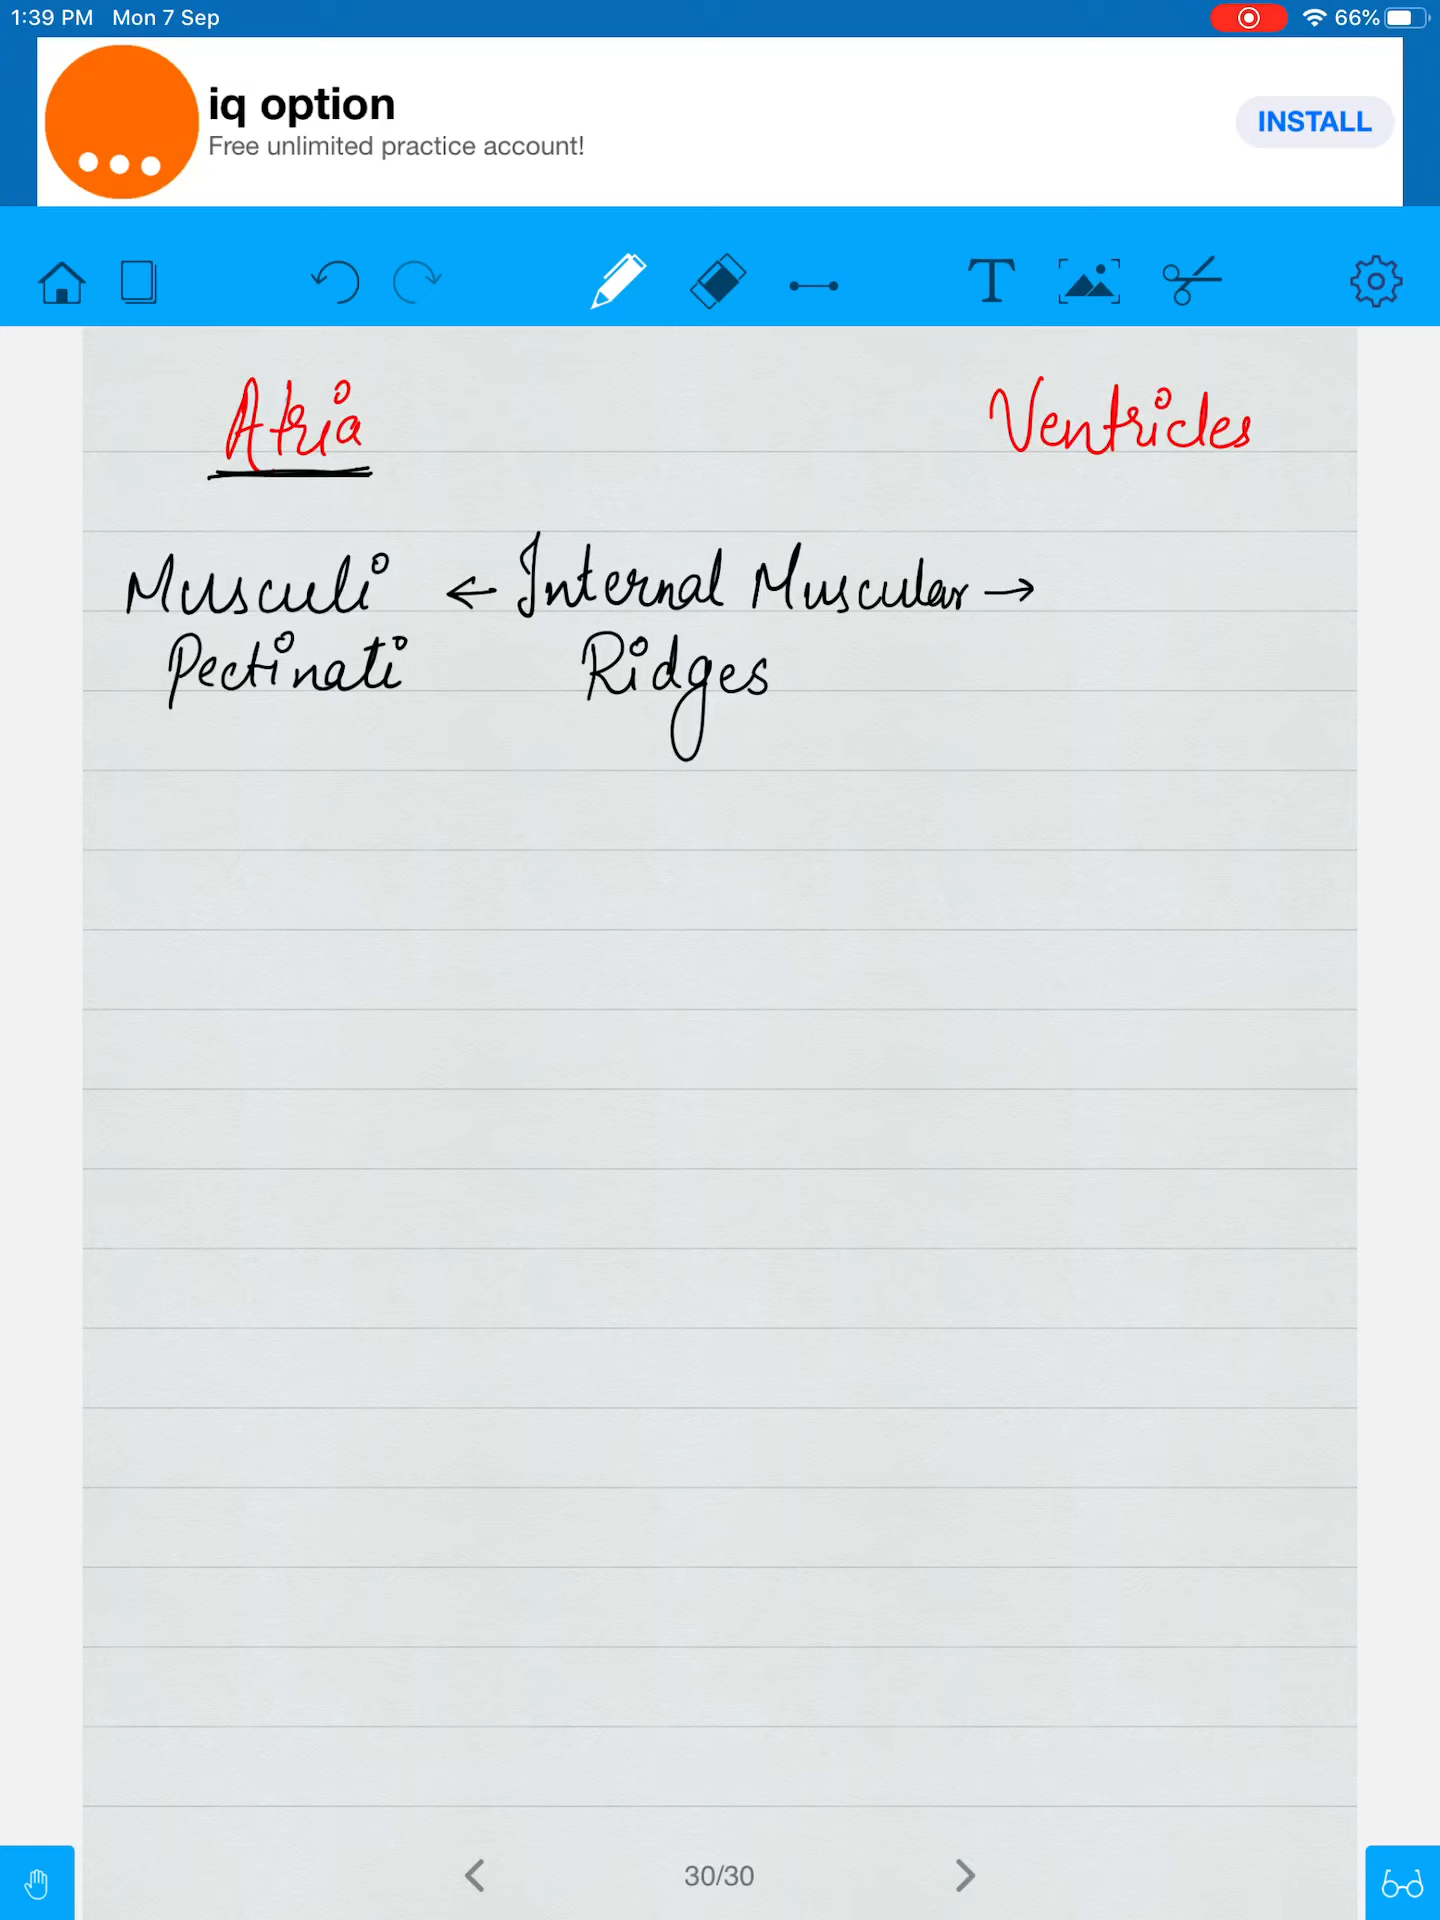 1:39 PM Mon 7 Sep 66%
iq option
Free unlimited practice account!
INSTALL
T
Atria Ventricles
Musculi ← Internal Muscular →
Pectinati Ridges
30/30